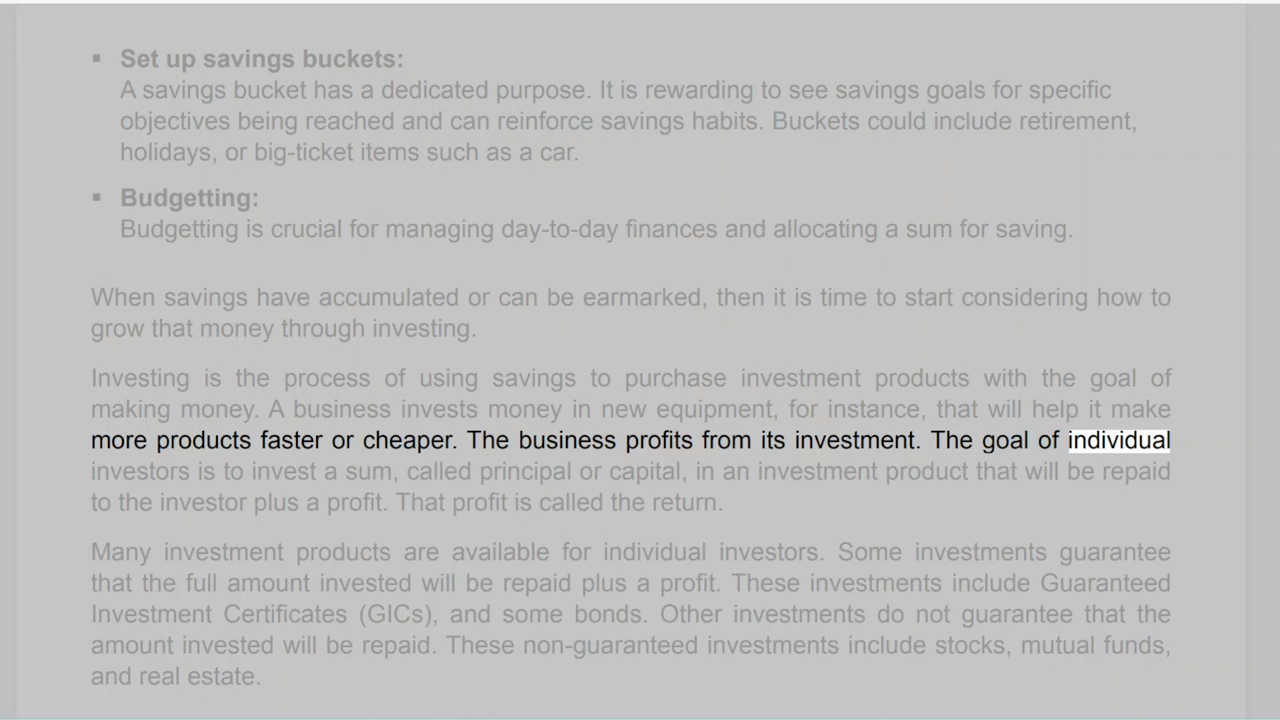 ▪ Set up savings buckets:
A savings bucket has a dedicated purpose. It is rewarding to see savings goals for specific
objectives being reached and can reinforce savings habits. Buckets could include retirement,
holidays, or big-ticket items such as a car.
▪ Budgetting:
Budgetting is crucial for managing day-to-day finances and allocating a sum for saving.
When savings have accumulated or can be earmarked, then it is time to start considering how to
grow that money through investing.
Investing is the process of using savings to purchase investment products with the goal of
making money. A business invests money in new equipment, for instance, that will help it make
more products faster or cheaper. The business profits from its investment. The goal of individual
investors is to invest a sum, called principal or capital, in an investment product that will be repaid
to the investor plus a profit. That profit is called the return.
Many investment products are available for individual investors. Some investments guarantee
that the full amount invested will be repaid plus a profit. These investments include Guaranteed
Investment Certificates (GICs), and some bonds. Other investments do not guarantee that the
amount invested will be repaid. These non-guaranteed investments include stocks, mutual funds,
and real estate.